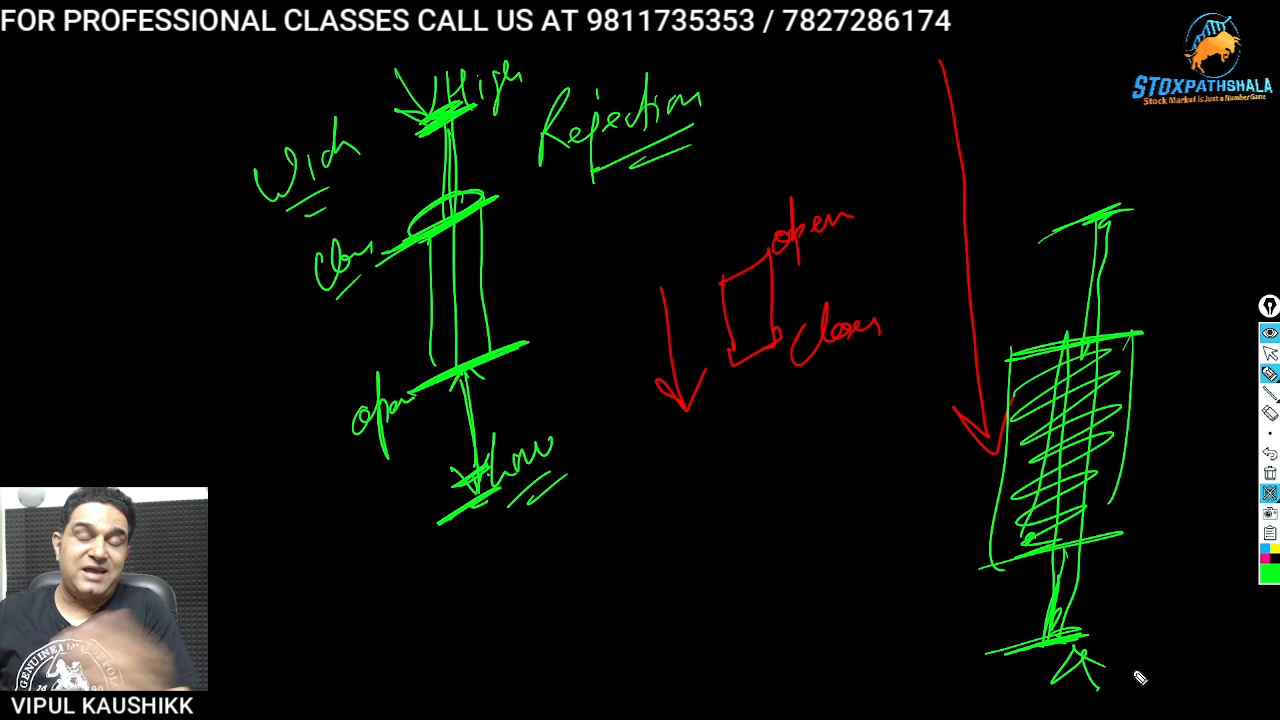 FOR PROFESSIONAL CLASSES CALL US AT 9811735353 / 7827286174
STOXPATHSHALA
Stock Market is Just a Number Game
High
Rejection
Wick
Close
open
Close
open
Low
GENUINE
VIPUL KAUSHIKK